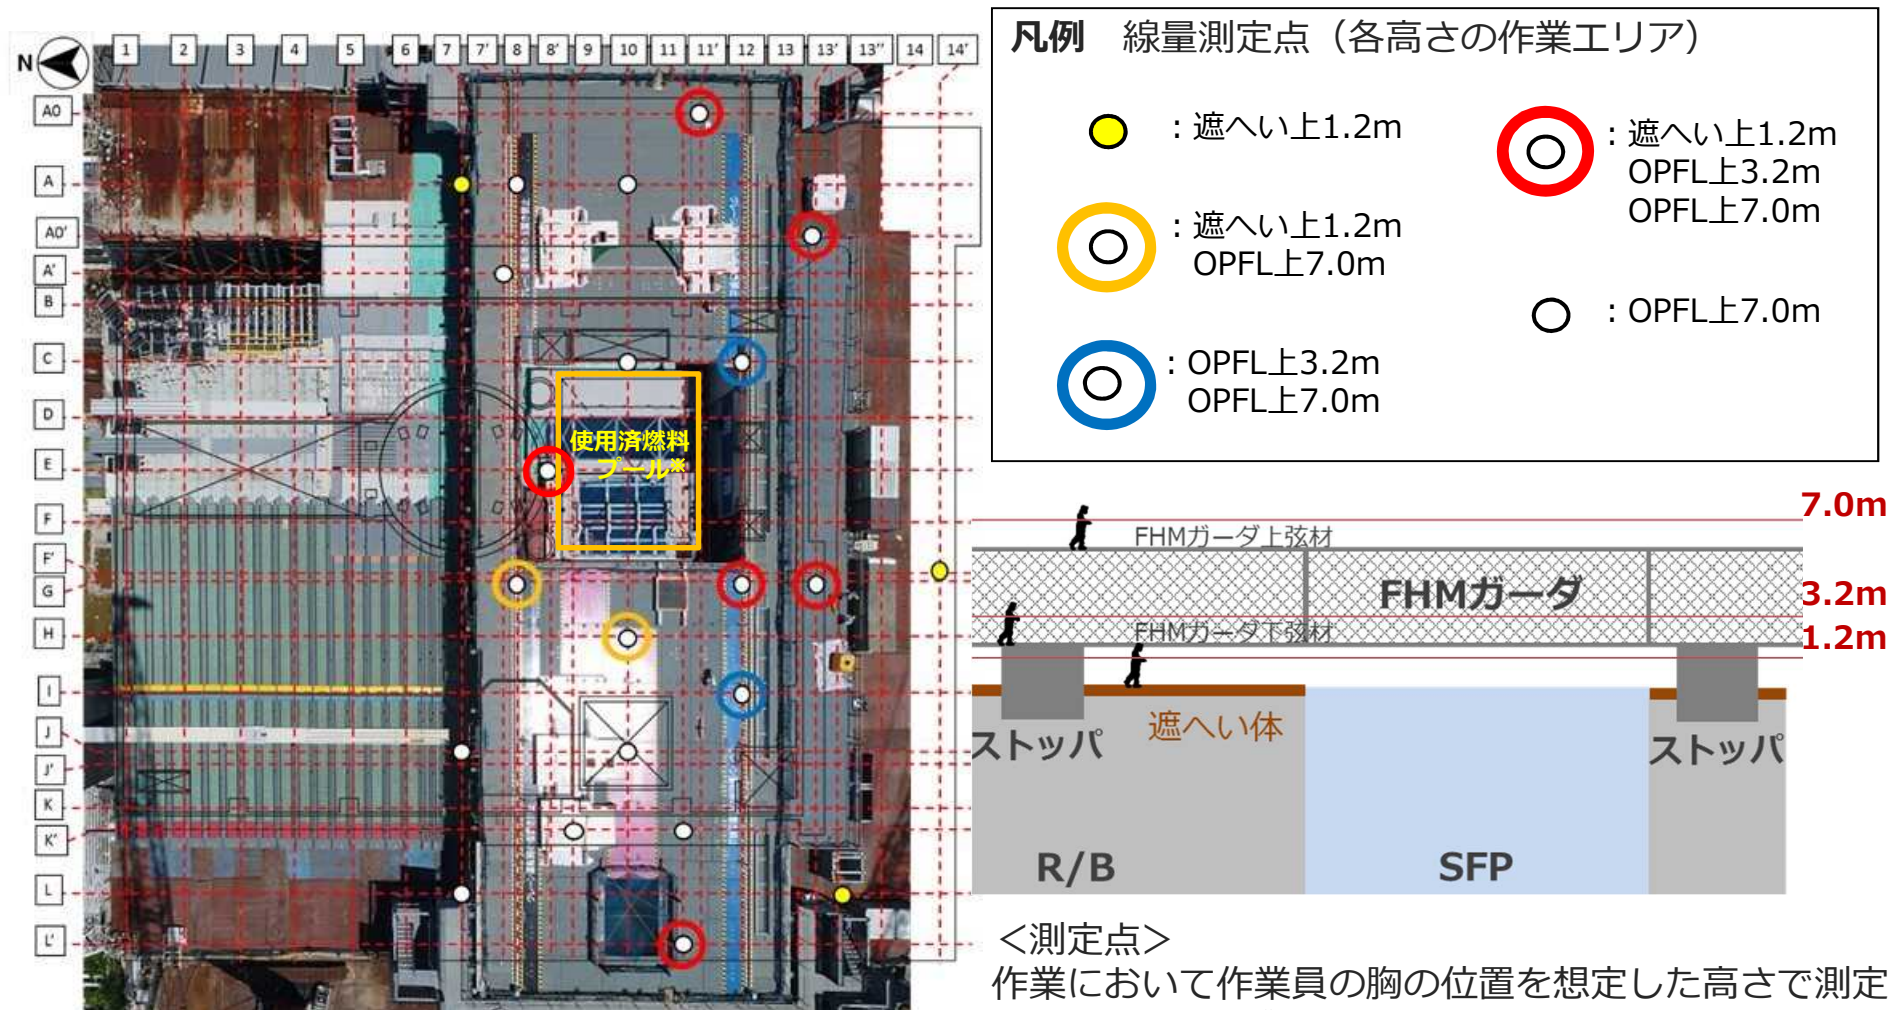 N
1 2 3 4 5 6 7 7' 8 8' 9 10 11 11' 12 13 13' 13'' 14 14'
A0
A
A0'
A'
B
C
D
E
F
F'
G
H
I
J
J'
K
K'
L
L'
使用済燃料
プール※
凡例 線量測定点（各高さの作業エリア）
：遮へい上1.2m
：遮へい上1.2m
OPFL上7.0m
：OPFL上3.2m
OPFL上7.0m
：遮へい上1.2m
OPFL上3.2m
OPFL上7.0m
：OPFL上7.0m
7.0m
FHMガーダ上弦材
FHMガーダ
3.2m
FHMガーダ下弦材
1.2m
遮へい体
ストッパ
ストッパ
R/B
SFP
＜測定点＞
作業において作業員の胸の位置を想定した高さで測定